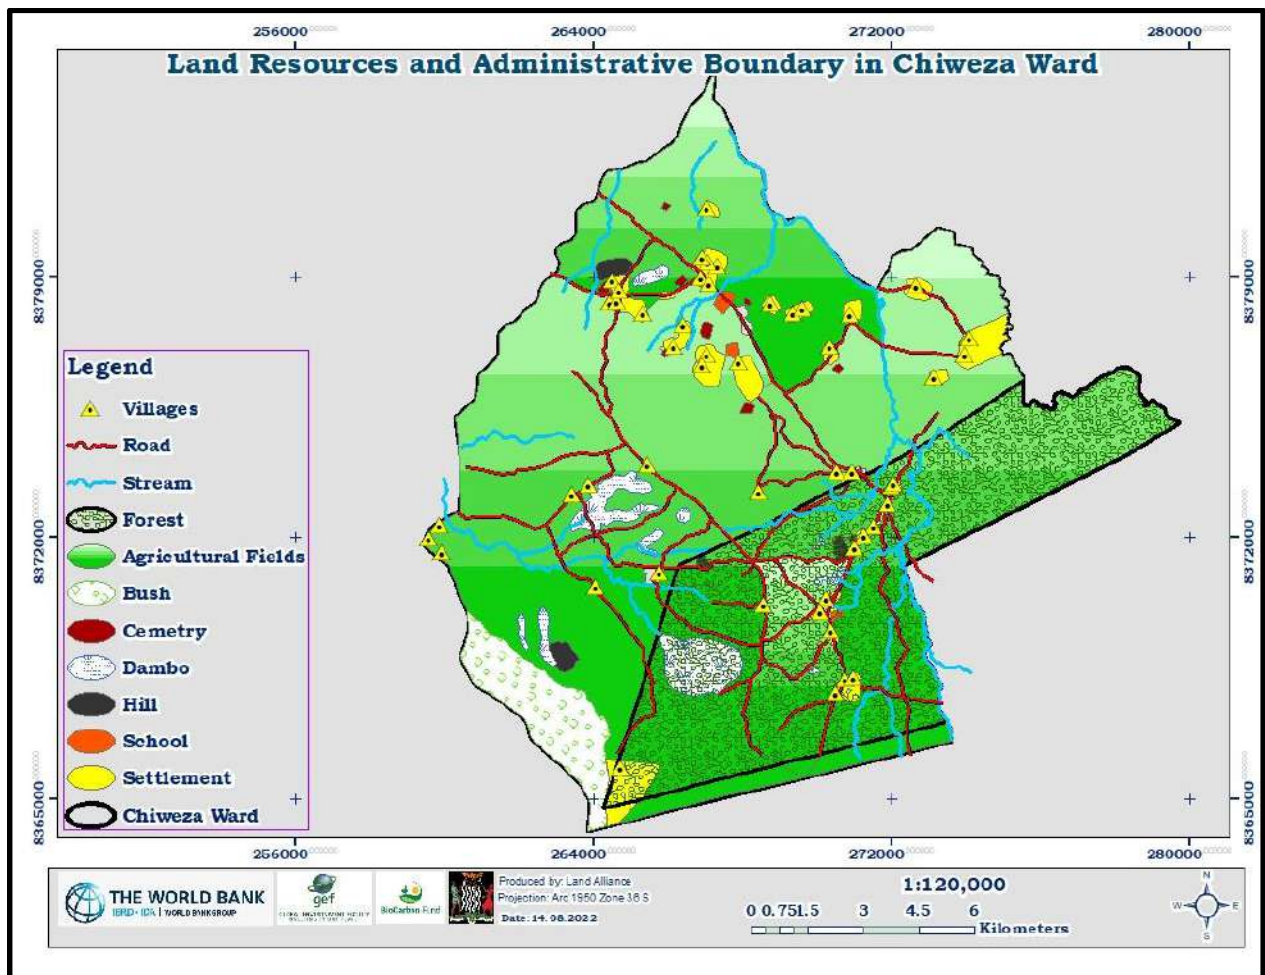 256000 264000 272000 280000
Land Resources and Administrative Boundary in Chiweza Ward
8379000
8379000
Legend
Villages
Road
Stream
Forest
Agricultural Fields
Bush
Cemetry
Dambo
Hill
School
Settlement
Chiweza Ward
8372000
8372000
8365000
8365000
256000 264000 272000 280000
THE WORLD BANK
IBRD • IDA | WORLD BANK GROUP
gef
BioCarbon Fund
Produced by: Land Alliance
Projection: Arc 1950 Zone 36 S
Date: 14.08.2022
1:120,000
0 0.75 1.5 3 4.5 6
Kilometers
N
W E
S